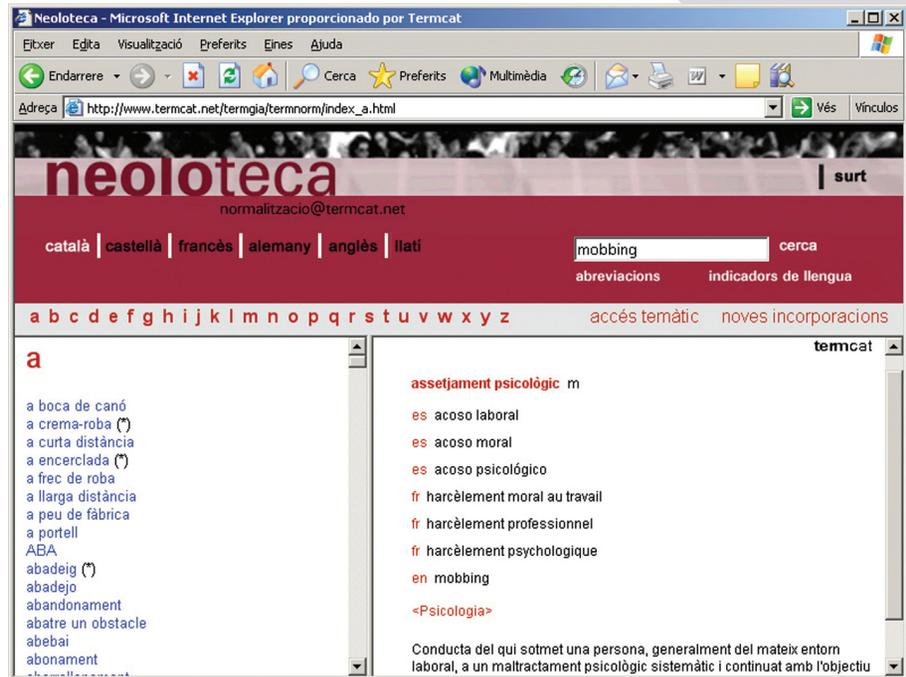 Neoloteca - Microsoft Internet Explorer proporcionado por Termcat
Fitxer Edita Visualització Preferits Eines Ajuda
Endarrere Cerca Preferits Multimèdia
Adreça http://www.termcat.net/termgia/termnorm/index_a.html Vés Vínculos
neoloteca
surt
normalitzacio@termcat.net
català castellà francès alemany anglès llatí
mobbing cerca
abreviacions indicadors de llengua
a b c d e f g h i j k l m n o p q r s t u v w x y z accés temàtic noves incorporacions
a
a boca de canó
a crema-roba (*)
a curta distància
a encerclada (*)
a frec de roba
a llarga distància
a peu de fàbrica
a portell
ABA
abadeig (*)
abadejo
abandonament
abatre un obstacle
abebai
abonament
termcat
assetjament psicològic m
es acoso laboral
es acoso moral
es acoso psicológico
fr harcèlement moral au travail
fr harcèlement professionnel
fr harcèlement psychologique
en mobbing
<Psicologia>
Conducta del qui sotmet una persona, generalment del mateix entorn
laboral, a un maltractament psicològic sistemàtic i continuat amb l'objectiu